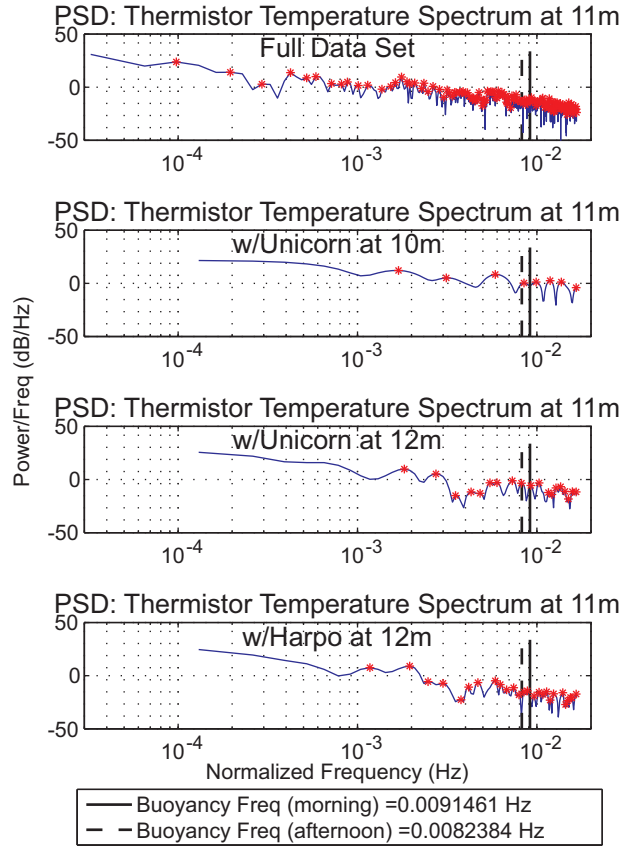 PSD: Thermistor Temperature Spectrum at 11m
Full Data Set
50
0
-50
10^-4
10^-3
10^-2
PSD: Thermistor Temperature Spectrum at 11m
w/Unicorn at 10m
50
0
-50
10^-4
10^-3
10^-2
PSD: Thermistor Temperature Spectrum at 11m
w/Unicorn at 12m
50
0
-50
10^-4
10^-3
10^-2
PSD: Thermistor Temperature Spectrum at 11m
w/Harpo at 12m
50
0
-50
10^-4
10^-3
10^-2
Power/Freq (dB/Hz)
Normalized Frequency (Hz)
Buoyancy Freq (morning) =0.0091461 Hz
Buoyancy Freq (afternoon) =0.0082384 Hz